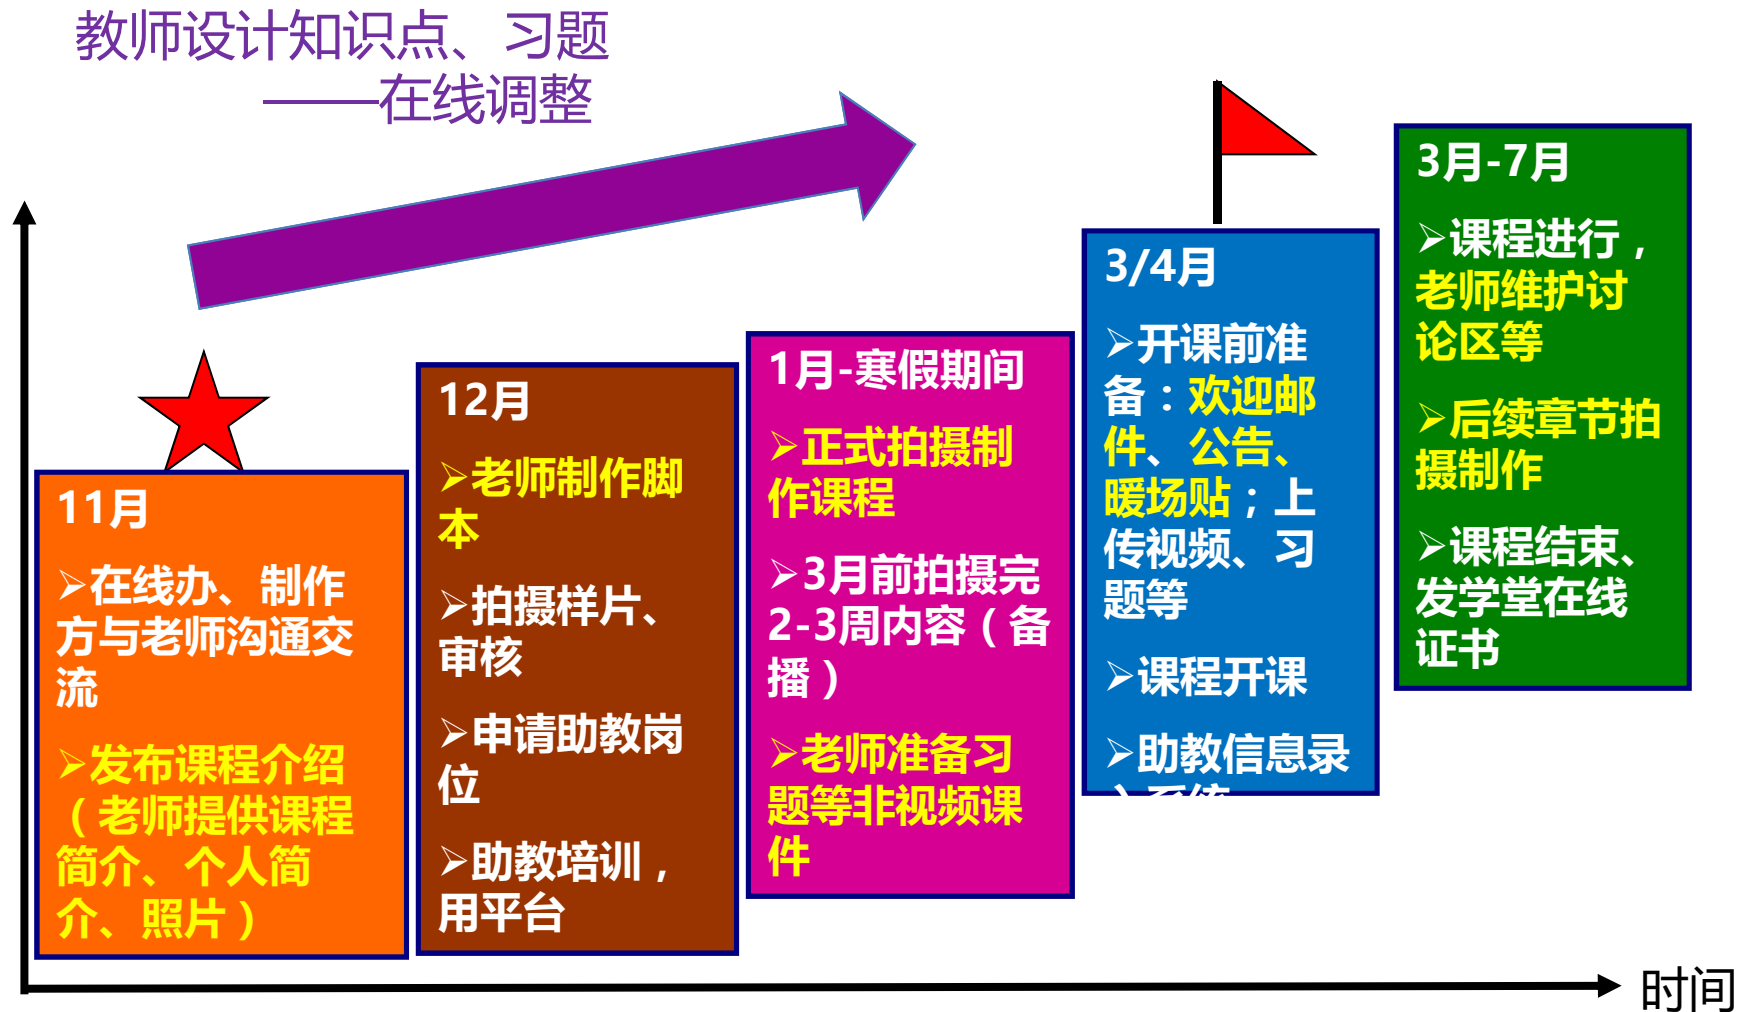 教师设计知识点、习题
——在线调整
11月
➢在线办、制作
方与老师沟通交
流
➢发布课程介绍
（老师提供课程
简介、个人简
介、照片）
12月
➢老师制作脚
本
➢拍摄样片、
审核
➢申请助教岗
位
➢助教培训，
用平台
1月-寒假期间
➢正式拍摄制
作课程
➢3月前拍摄完
2-3周内容（备
播）
➢老师准备习
题等非视频课
件
3/4月
➢开课前准
备：欢迎邮
件、公告、
暖场贴；上
传视频、习
题等
➢课程开课
➢助教信息录
入系统
3月-7月
➢课程进行，
老师维护讨
论区等
➢后续章节拍
摄制作
➢课程结束、
发学堂在线
证书
时间